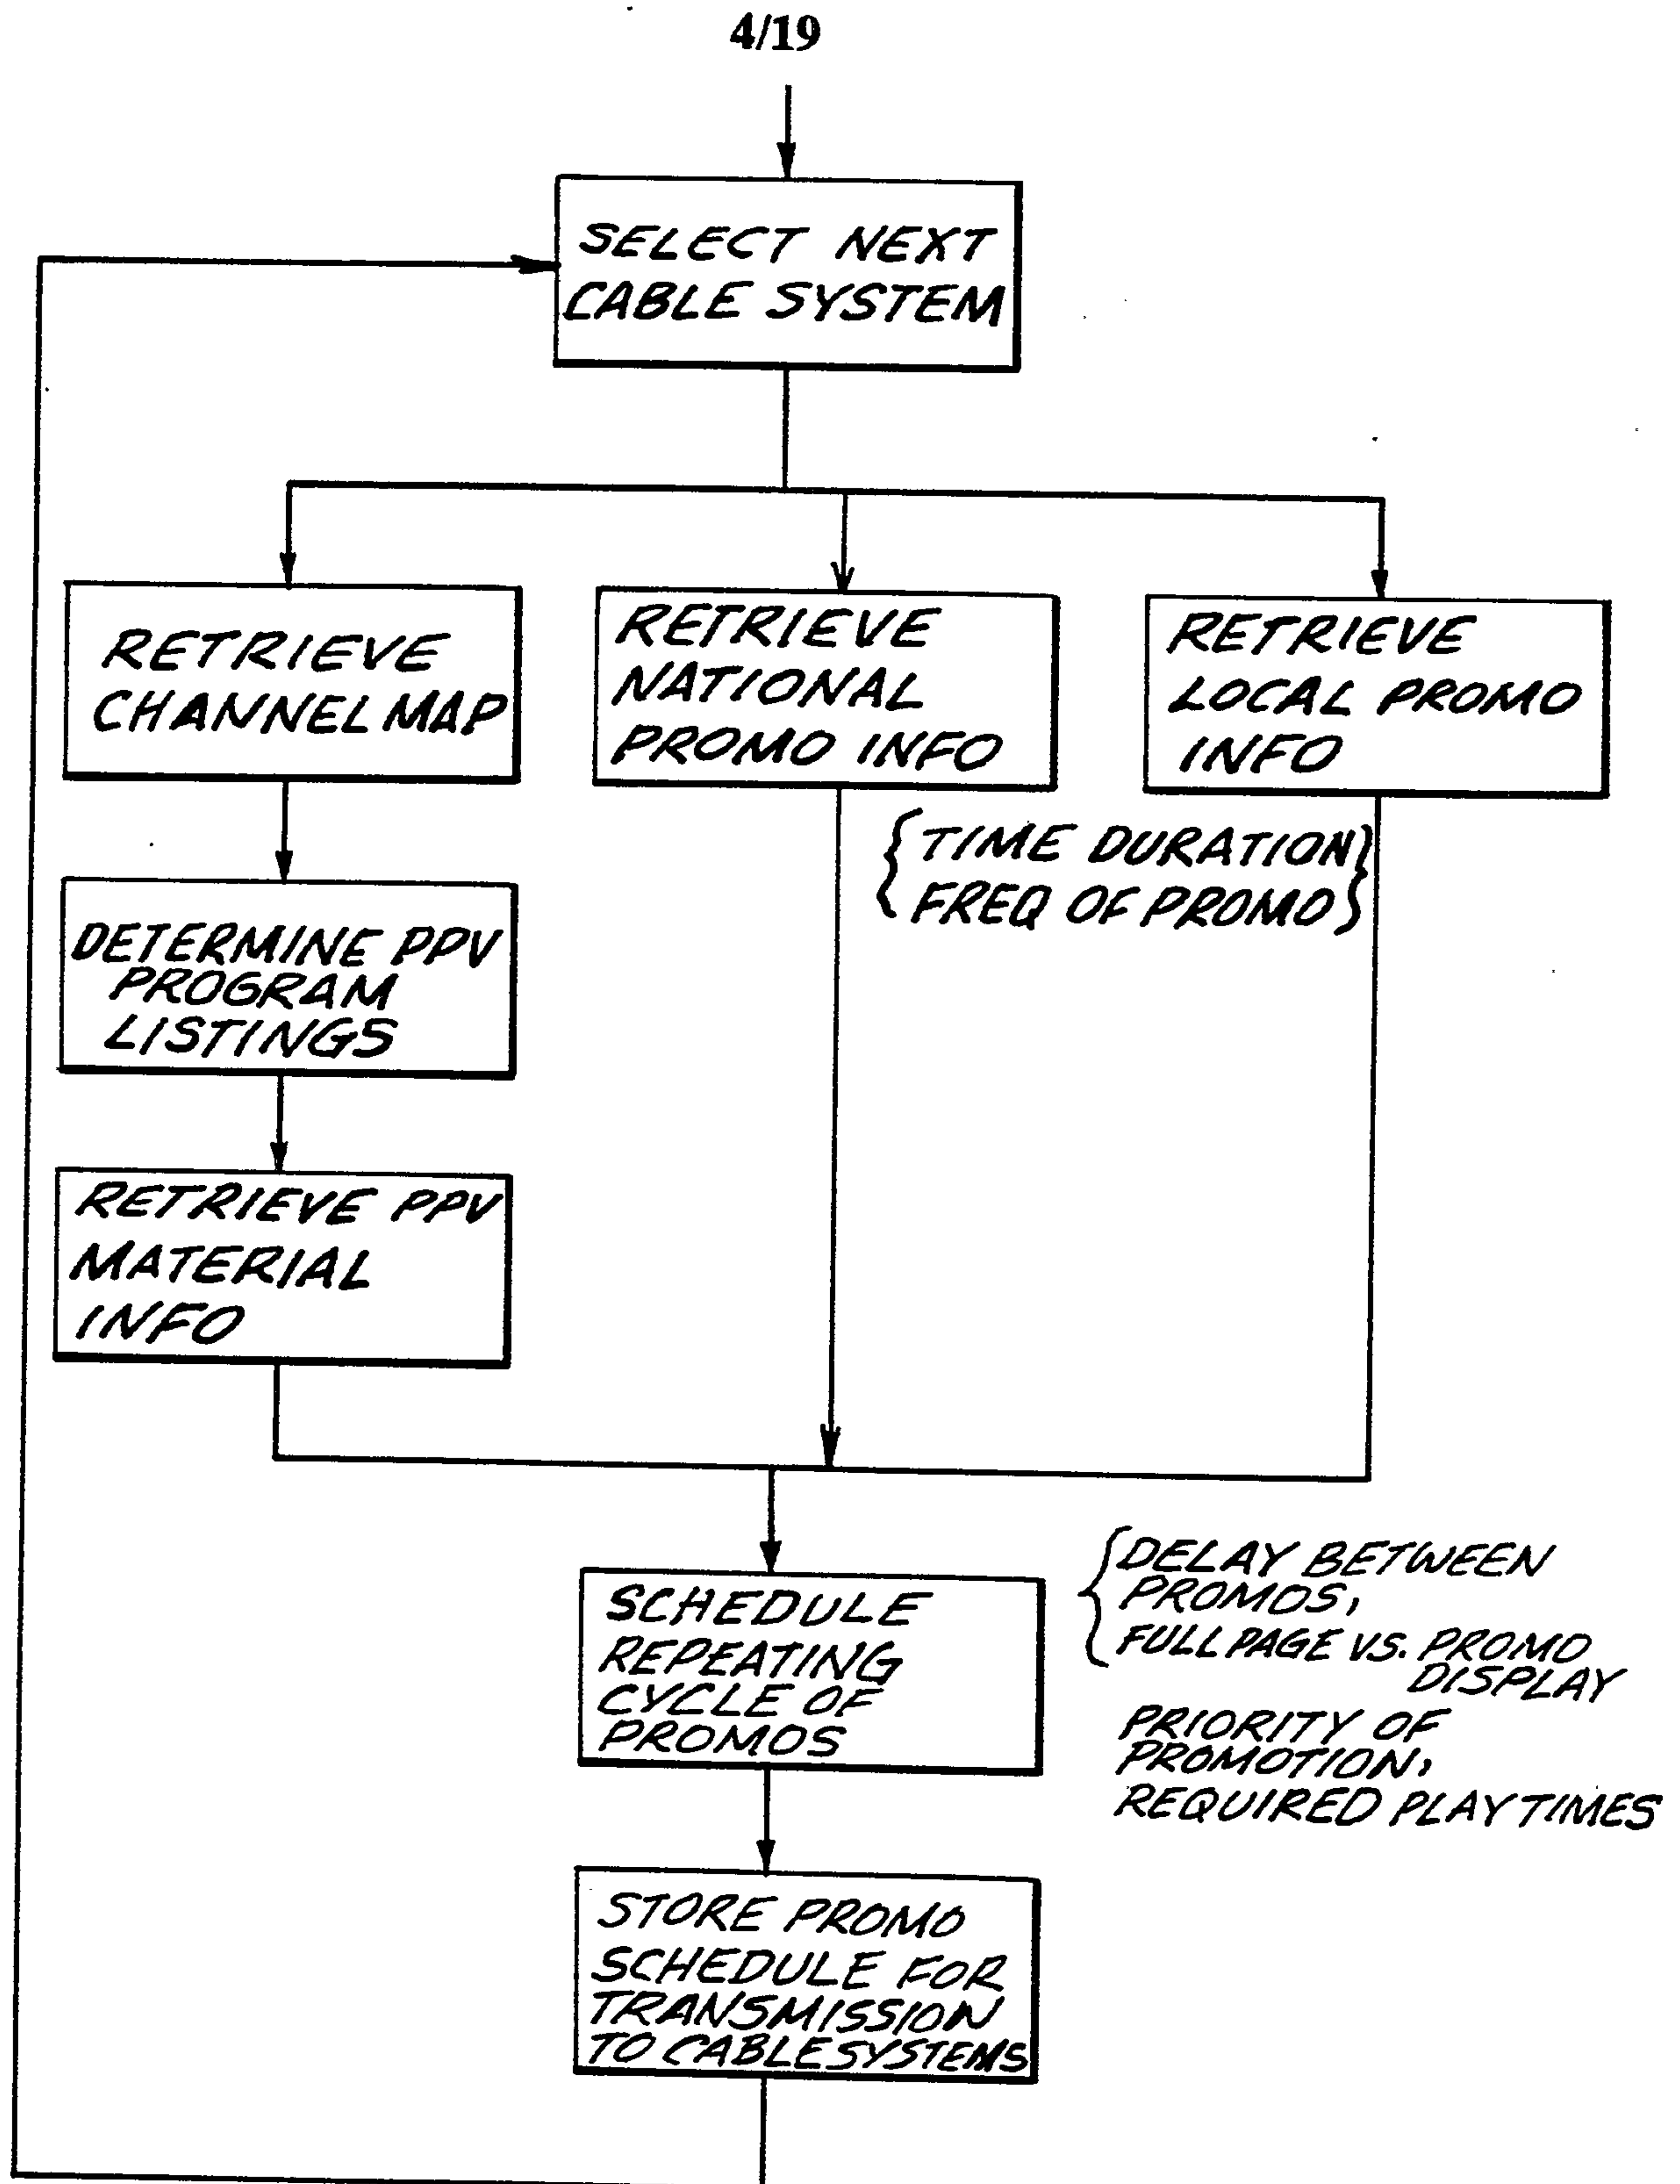 4/19
SELECT NEXT
CABLE SYSTEM
RETRIEVE
CHANNEL MAP
RETRIEVE
NATIONAL
PROMO INFO
RETRIEVE
LOCAL PROMO
INFO
{ TIME DURATION }
{ FREQ OF PROMO }
DETERMINE PPV
PROGRAM
LISTINGS
RETRIEVE PPV
MATERIAL
INFO
SCHEDULE
REPEATING
CYCLE OF
PROMOS
DELAY BETWEEN
PROMOS,
FULL PAGE VS. PROMO
DISPLAY
PRIORITY OF
PROMOTION,
REQUIRED PLAY TIMES
STORE PROMO
SCHEDULE FOR
TRANSMISSION
TO CABLE SYSTEMS